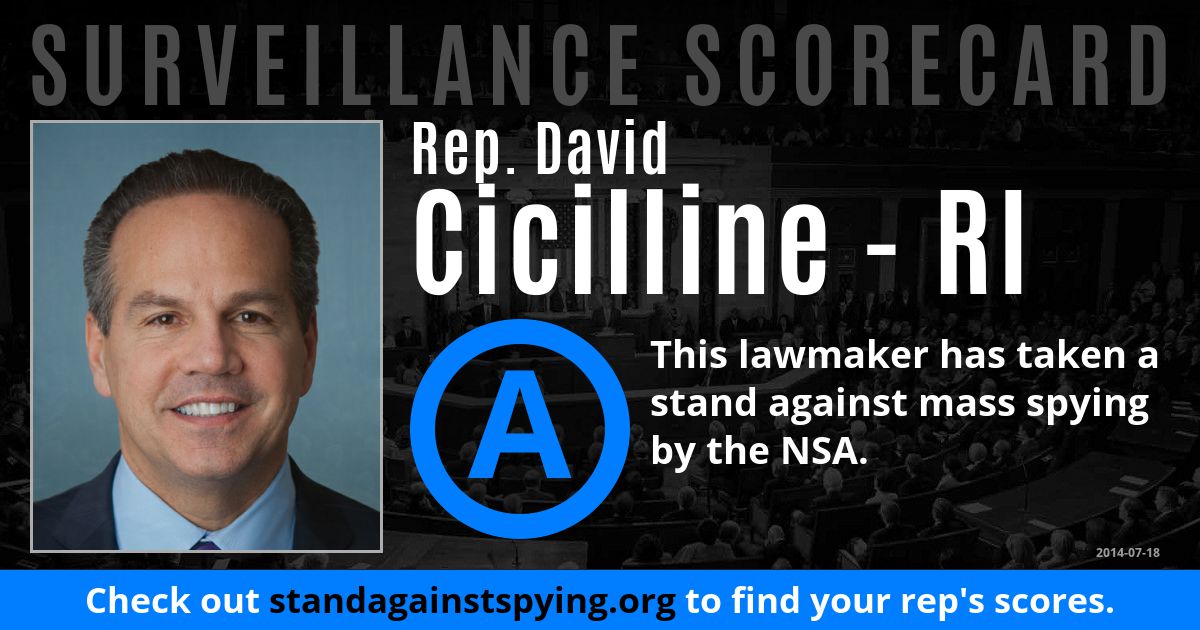 SURVEILLANCE SCORECARD
Rep. David
Cicilline - RI
A
This lawmaker has taken a
stand against mass spying
by the NSA.
2014-07-18
Check out standagainstspying.org to find your rep's scores.